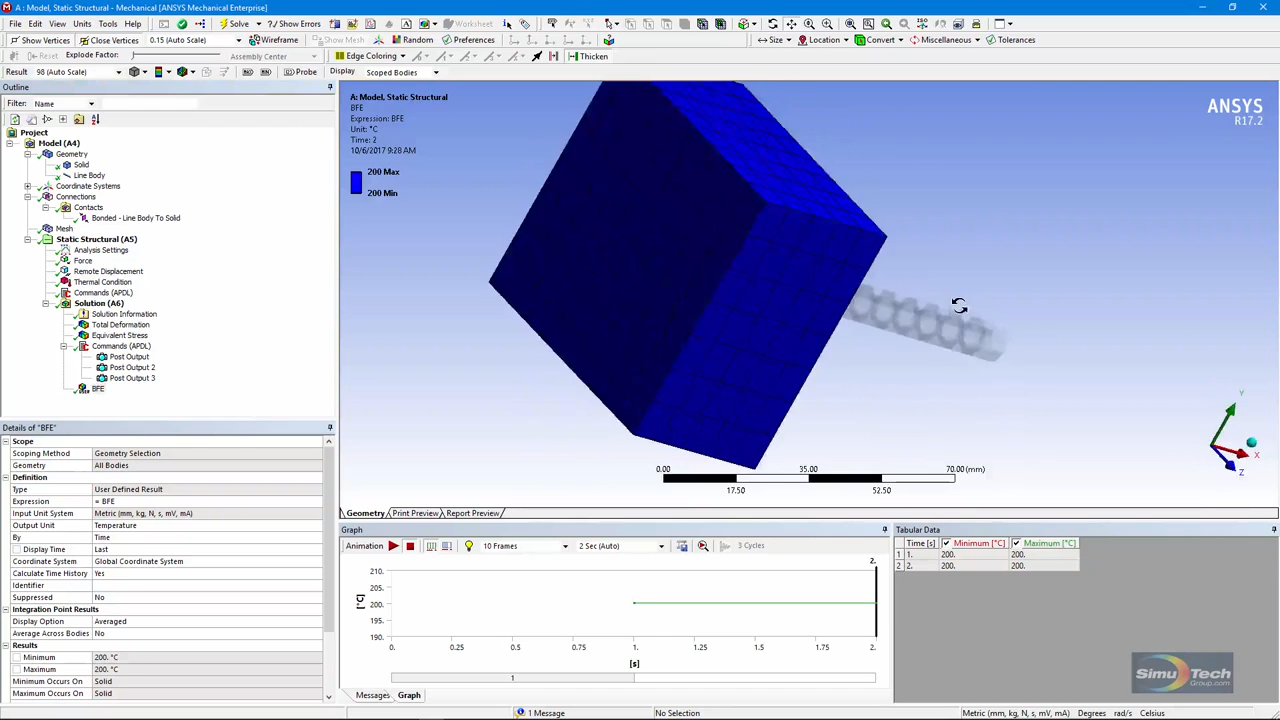 A : Model, Static Structural - Mechanical [ANSYS Mechanical Enterprise]
File Edit View Units Tools Help Solve Show Errors Worksheet
Show Vertices Close Vertices 0.15 (Auto Scale) Wireframe Show Mesh Random Preferences Size Location Convert Miscellaneous Tolerances
Reset Explode Factor: Assembly Center Edge Coloring Thicken
Result 98 (Auto Scale) Probe Display Scoped Bodies
Outline
Filter: Name
Project
Model (A4)
Geometry
Solid
Line Body
Coordinate Systems
Connections
Contacts
Bonded - Line Body To Solid
Mesh
Static Structural (A5)
Analysis Settings
Force
Remote Displacement
Thermal Condition
Commands (APDL)
Solution (A6)
Solution Information
Total Deformation
Equivalent Stress
Commands (APDL)
Post Output
Post Output 2
Post Output 3
BFE
Details of "BFE"
Scope
Scoping Method Geometry Selection
Geometry All Bodies
Definition
Type User Defined Result
Expression = BFE
Input Unit System Metric (mm, kg, N, s, mV, mA)
Output Unit Temperature
By Time
Display Time Last
Coordinate System Global Coordinate System
Calculate Time History Yes
Identifier
Suppressed No
Integration Point Results
Display Option Averaged
Average Across Bodies No
Results
Minimum 200. °C
Maximum 200. °C
Minimum Occurs On Solid
Maximum Occurs On Solid
A: Model, Static Structural
BFE
Expression: BFE
Unit: °C
Time: 2
10/6/2017 9:28 AM
200 Max
200 Min
ANSYS
R17.2
Y
X
Z
0.00 35.00 70.00 (mm)
17.50 52.50
Geometry Print Preview Report Preview
Graph
Animation 10 Frames 2 Sec (Auto) 3 Cycles
2.
210.
205.
200.
195.
190.
[°C]
0. 0.25 0.5 0.75 1. 1.25 1.5 1.75 2.
[s]
1
Messages Graph
Tabular Data
Time [s] Minimum [°C] Maximum [°C]
1 1. 200. 200.
2 2. 200. 200.
SimuTech
Group.com
1 Message No Selection Metric (mm, kg, N, s, mV, mA) Degrees rad/s Celsius